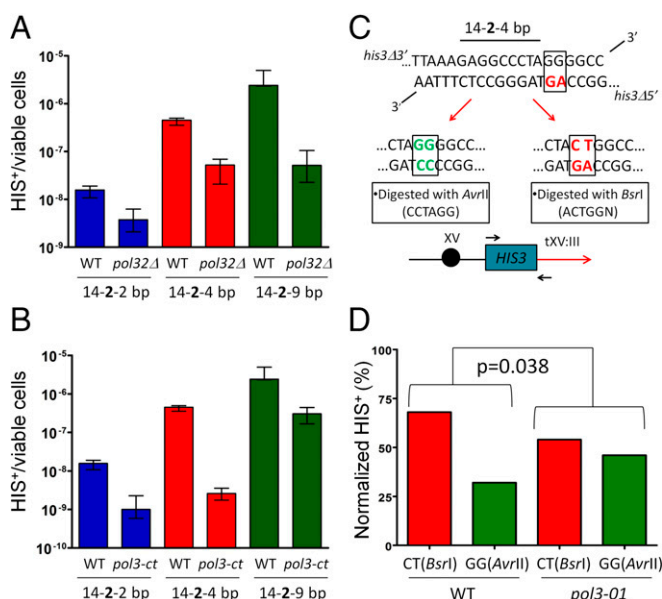 A
HIS⁺/viable cells
10⁻⁵
10⁻⁶
10⁻⁷
10⁻⁸
10⁻⁹
WT pol32Δ WT pol32Δ WT pol32Δ
14-2-2 bp 14-2-4 bp 14-2-9 bp
B
HIS⁺/viable cells
10⁻⁵
10⁻⁶
10⁻⁷
10⁻⁸
10⁻⁹
10⁻¹⁰
WT pol3-ct WT pol3-ct WT pol3-ct
14-2-2 bp 14-2-4 bp 14-2-9 bp
C
14-2-4 bp
his3Δ3' 3'
...TTAAAGAGGCCCTAGGGGCC
AATTTCTCCGGGATGACCGG...
3' his3Δ5'
...CTAGGGGCC... ...CTACTGGCC...
...GATCCCCGG... ...GATGACCGG...
•Digested with AvrII
(CCTAGG)
•Digested with BsrI
(ACTGGN)
XV HIS3 tXV:III
D
Normalized HIS⁺ (%)
100
75
50
25
0
p=0.038
CT(BsrI) GG(AvrII) CT(BsrI) GG(AvrII)
WT pol3-01